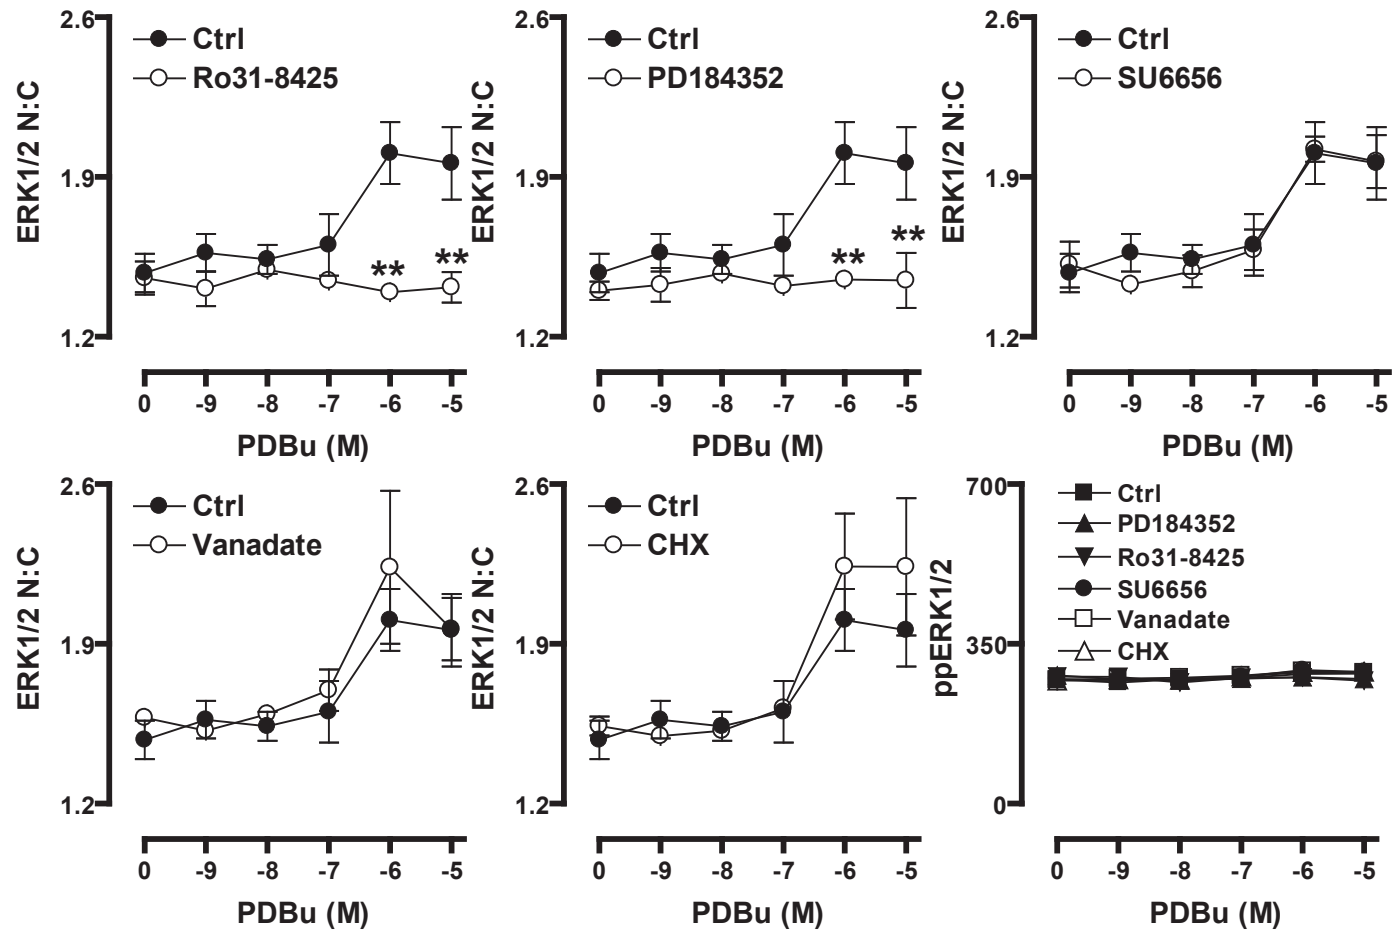 2.6
1.9
1.2
ERK1/2 N:C
Ctrl
Ro31-8425
**
**
0 -9 -8 -7 -6 -5
PDBu (M)
2.6
1.9
1.2
ERK1/2 N:C
Ctrl
PD184352
**
**
0 -9 -8 -7 -6 -5
PDBu (M)
2.6
1.9
1.2
ERK1/2 N:C
Ctrl
SU6656
0 -9 -8 -7 -6 -5
PDBu (M)
2.6
1.9
1.2
ERK1/2 N:C
Ctrl
Vanadate
0 -9 -8 -7 -6 -5
PDBu (M)
2.6
1.9
1.2
ERK1/2 N:C
Ctrl
CHX
0 -9 -8 -7 -6 -5
PDBu (M)
700
350
0
ppERK1/2
Ctrl
PD184352
Ro31-8425
SU6656
Vanadate
CHX
0 -9 -8 -7 -6 -5
PDBu (M)